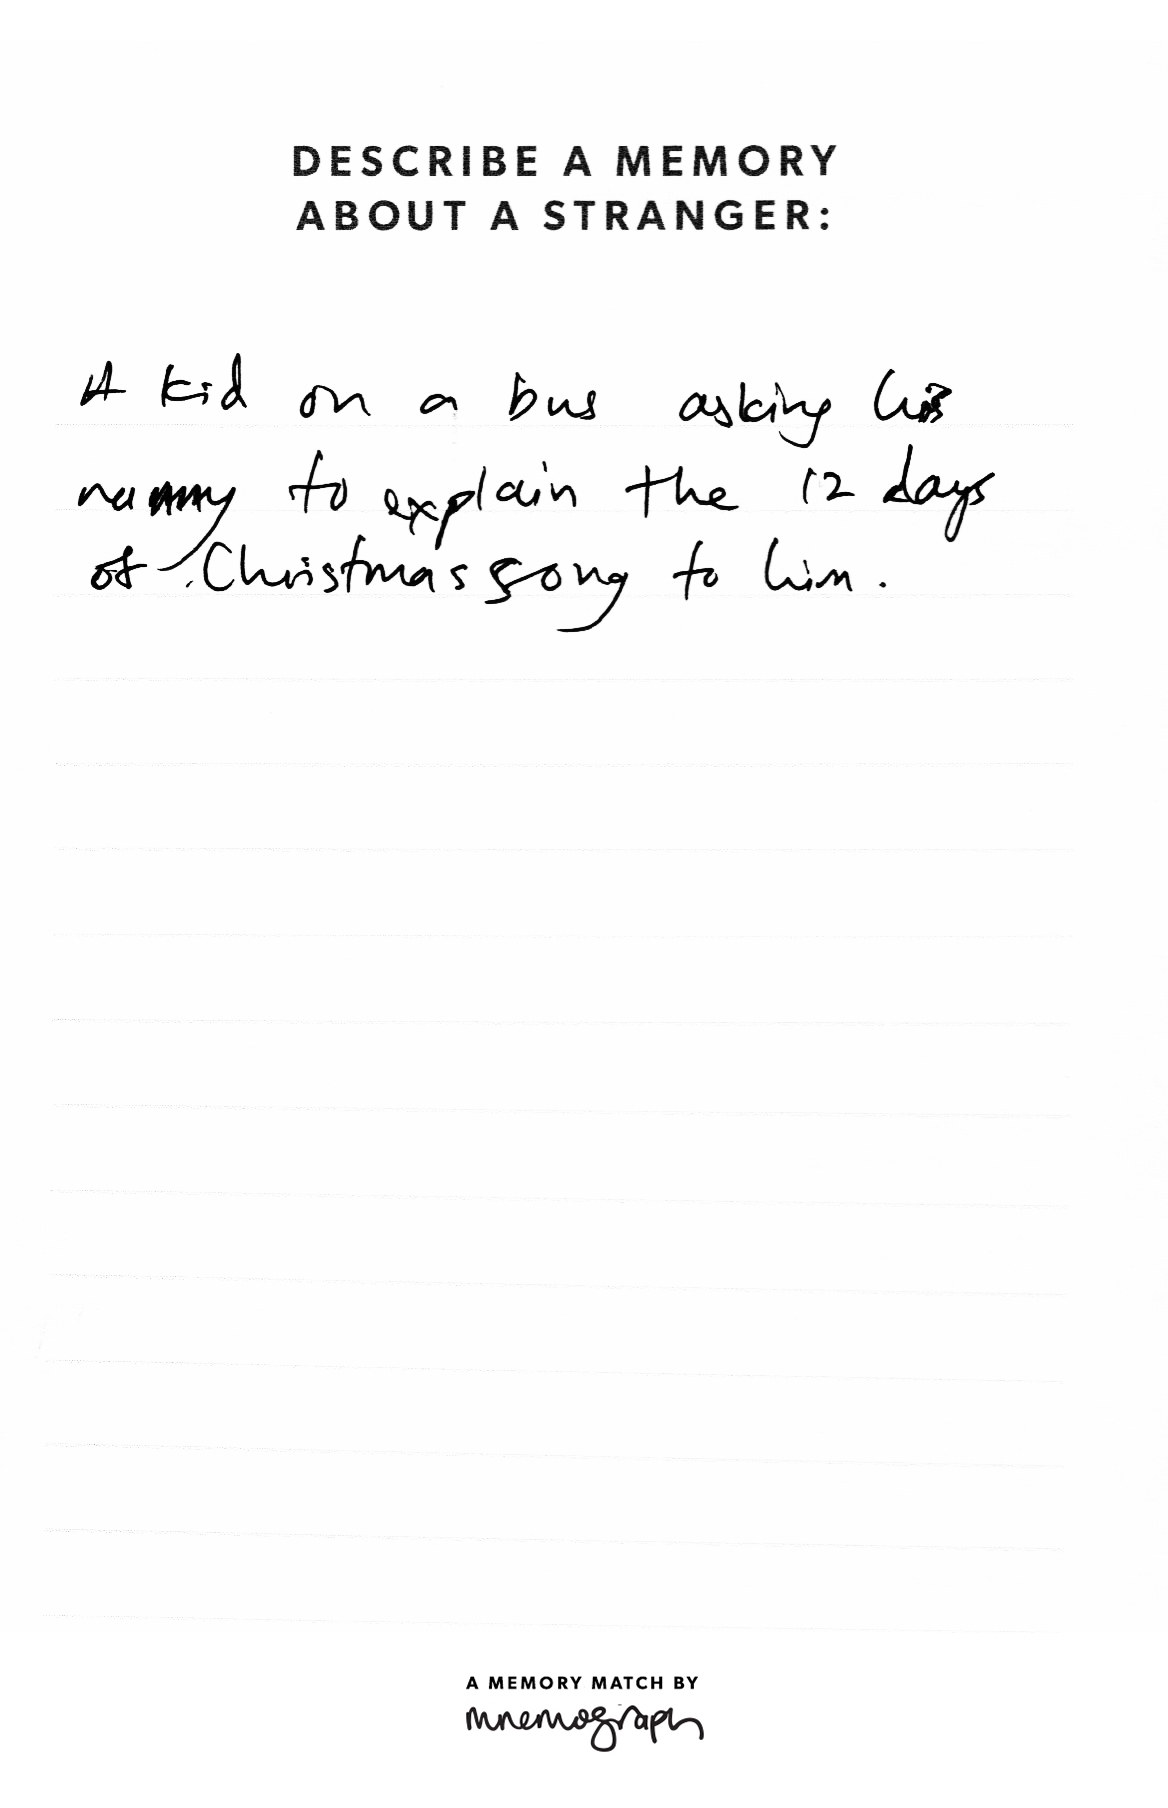 DESCRIBE A MEMORY
ABOUT A STRANGER:
A kid on a bus asking his
nanny to explain the 12 days
of Christmas song to him.
A MEMORY MATCH BY
mnemograph